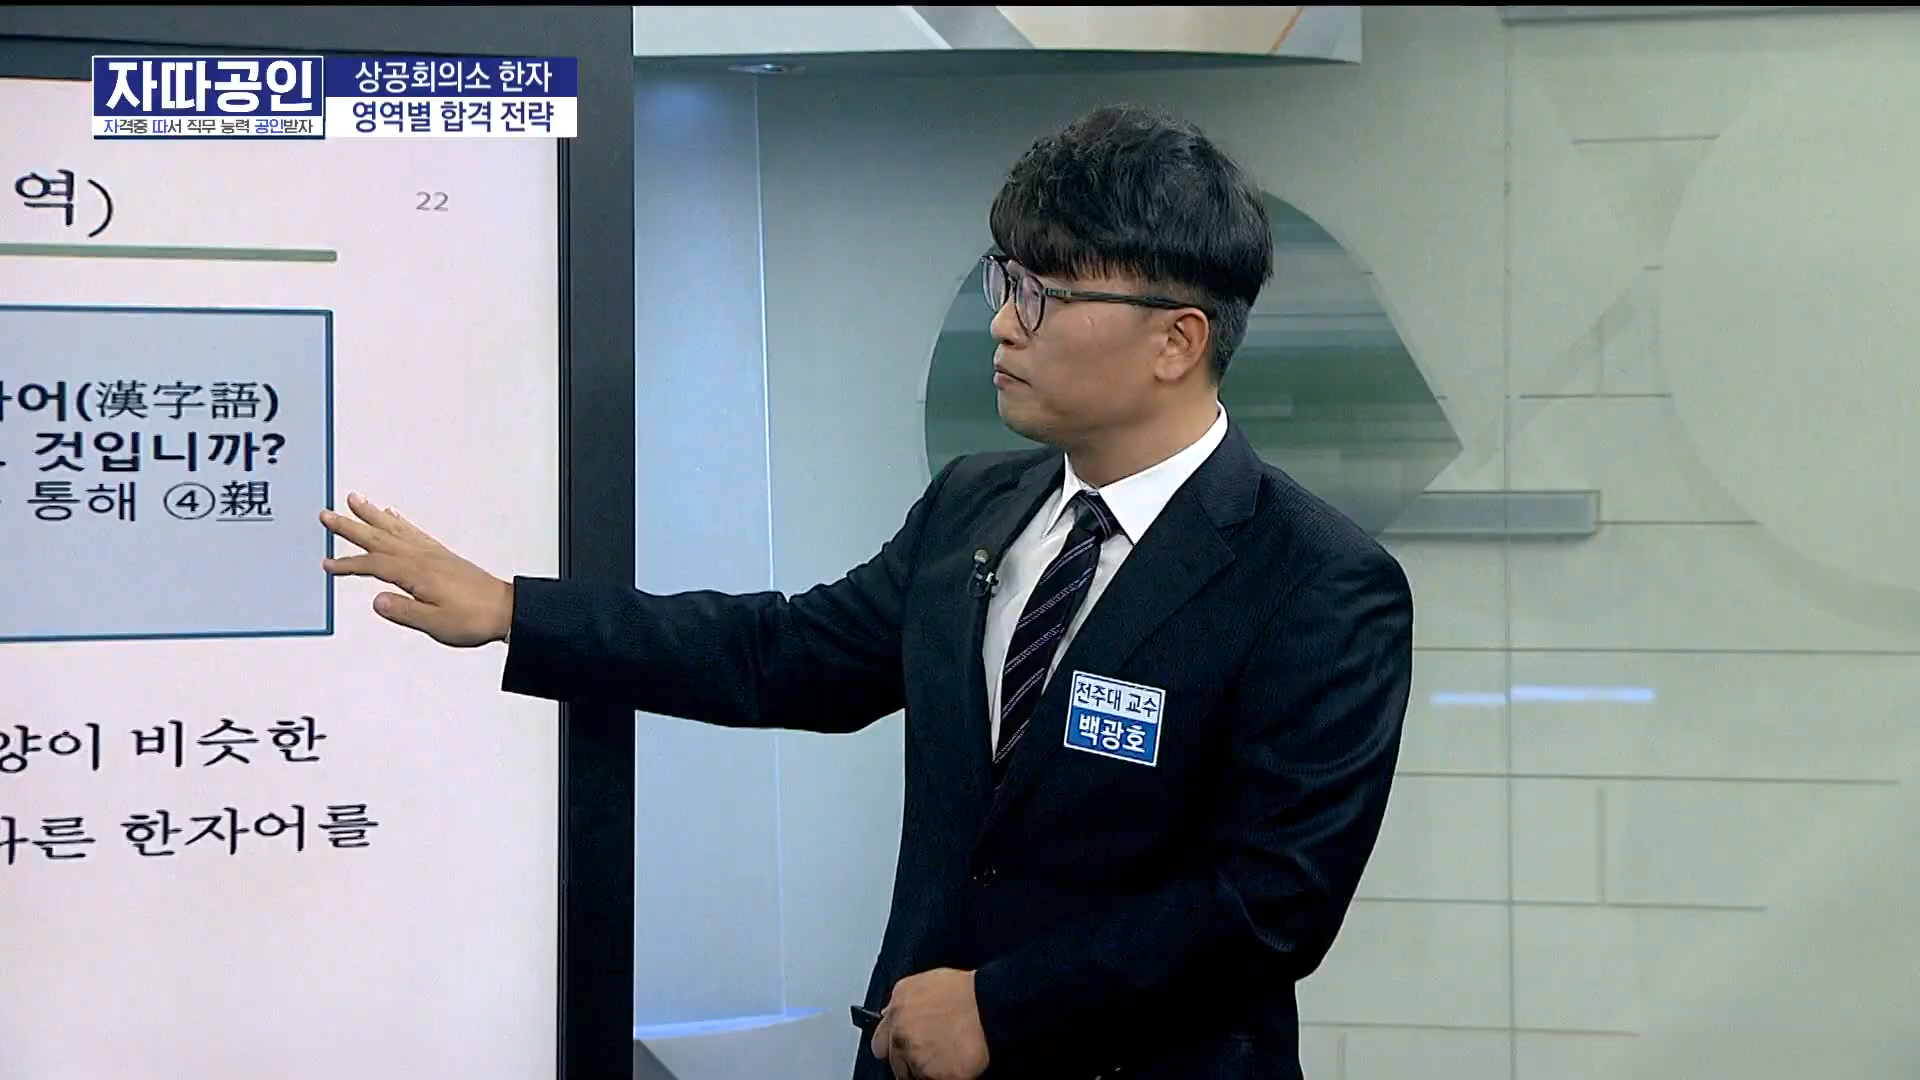 자따공인
자격증 따서 직무 능력 공인받자
상공회의소 한자
영역별 합격 전략
역)
22
어(漢字語)
것입니까?
통해 ④親
양이 비슷한
다른 한자어를
전주대 교수
백광호